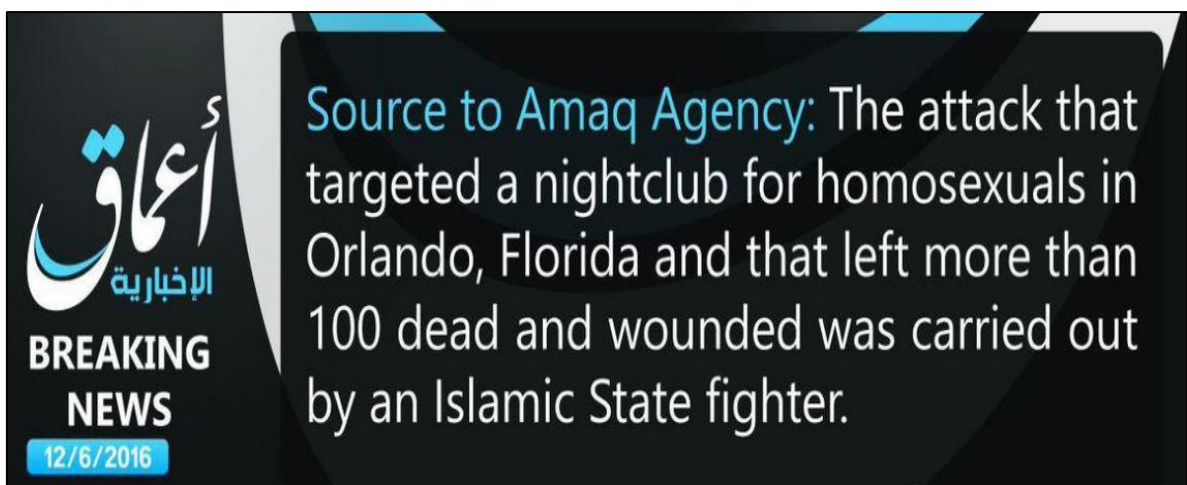 أعماق
الإخبارية
BREAKING
NEWS
12/6/2016
Source to Amaq Agency: The attack that
targeted a nightclub for homosexuals in
Orlando, Florida and that left more than
100 dead and wounded was carried out
by an Islamic State fighter.